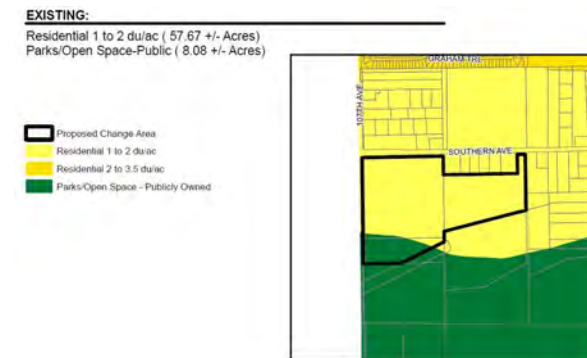 EXISTING:
Residential 1 to 2 du/ac ( 57.67 +/- Acres)
Parks/Open Space-Public ( 8.08 +/- Acres)
Proposed Change Area
Residential 1 to 2 du/ac
Residential 2 to 3.5 du/ac
Parks/Open Space - Publicly Owned
107TH AVE
SOUTHERN AVE